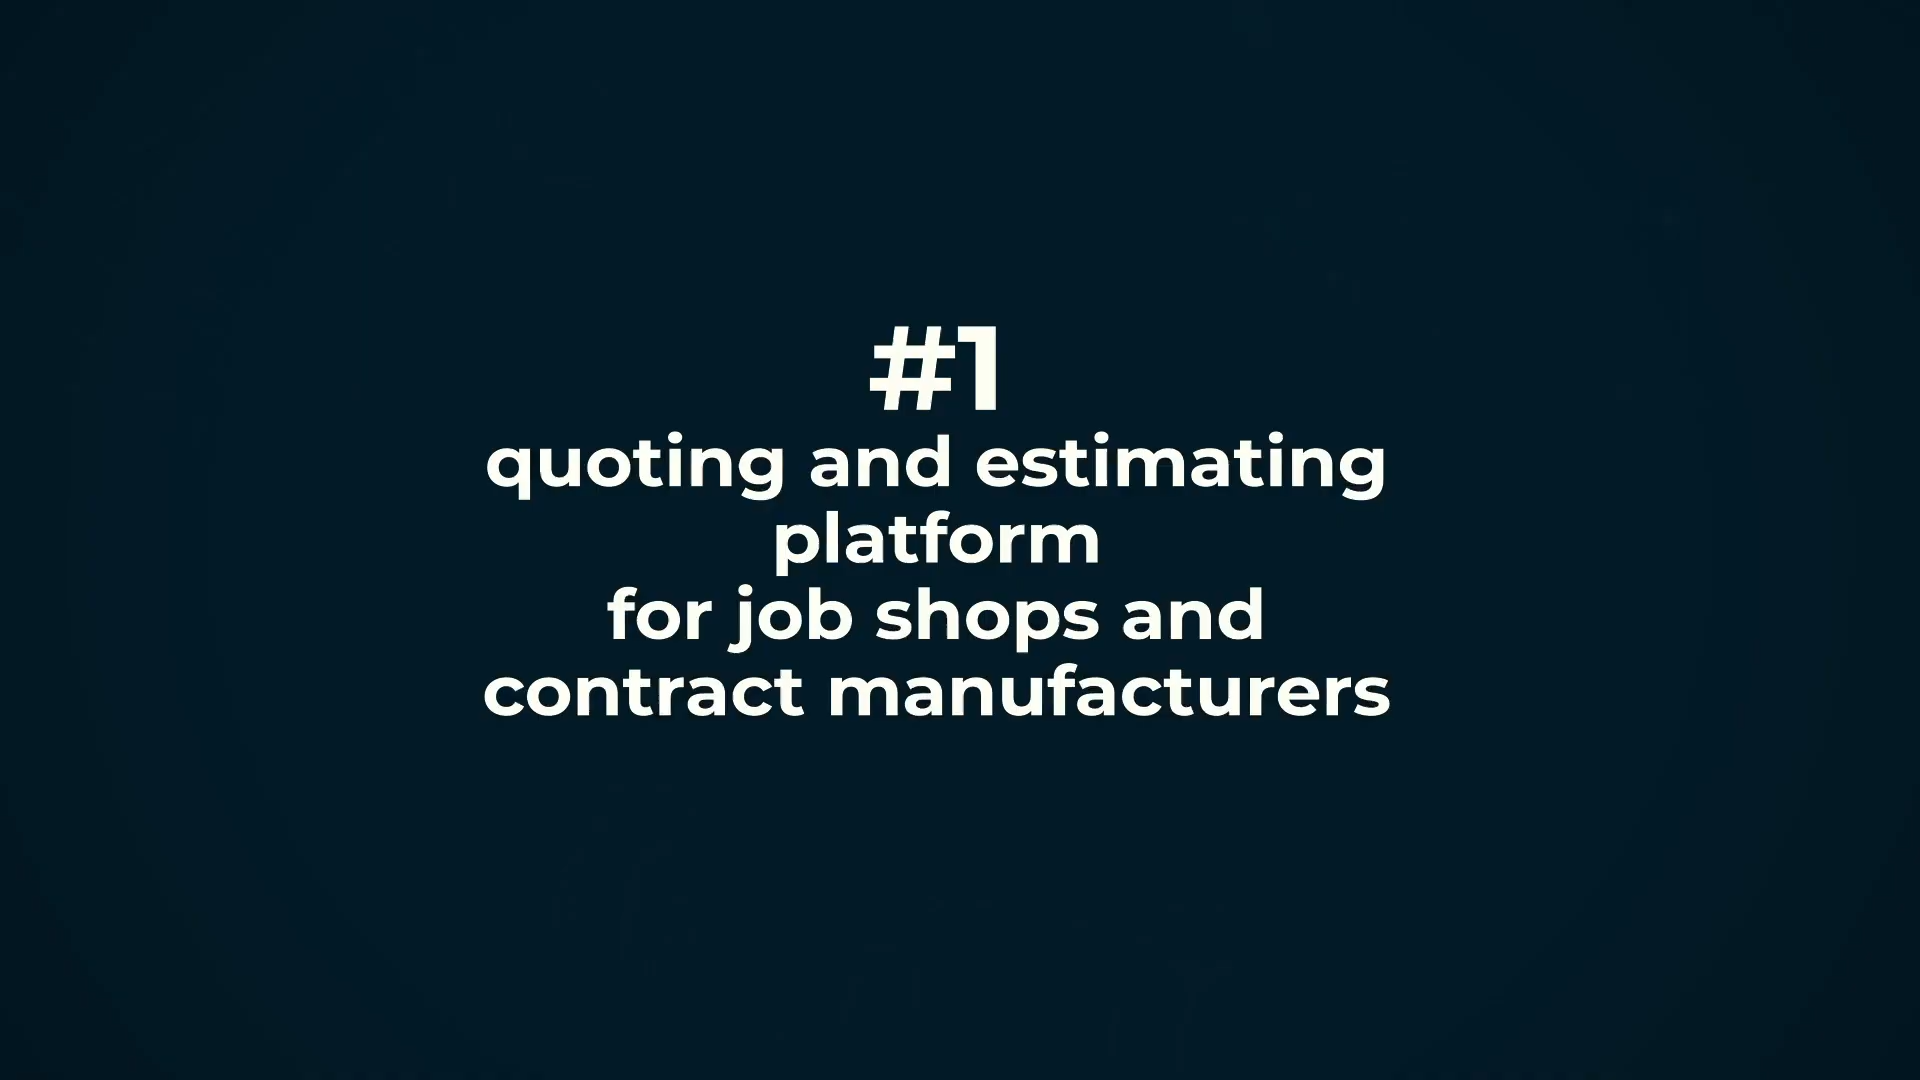 #1
quoting and estimating
platform
for job shops and
contract manufacturers